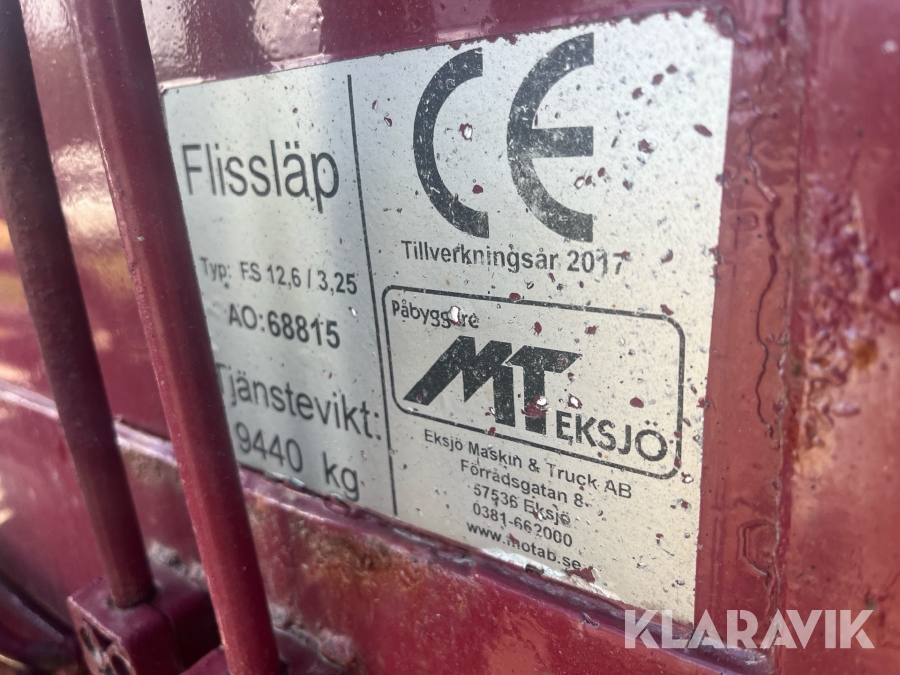 Flissläp
Typ: FS 12,6 / 3,25
AO:68815
Tjänstevikt:
9440 kg
CE
Tillverkningsår 2017
Påbyggare
MT EKSJÖ
Eksjö Maskin & Truck AB
Förrådsgatan 8
57536 Eksjö
0381-662000
www.motab.se
KLARAVIK